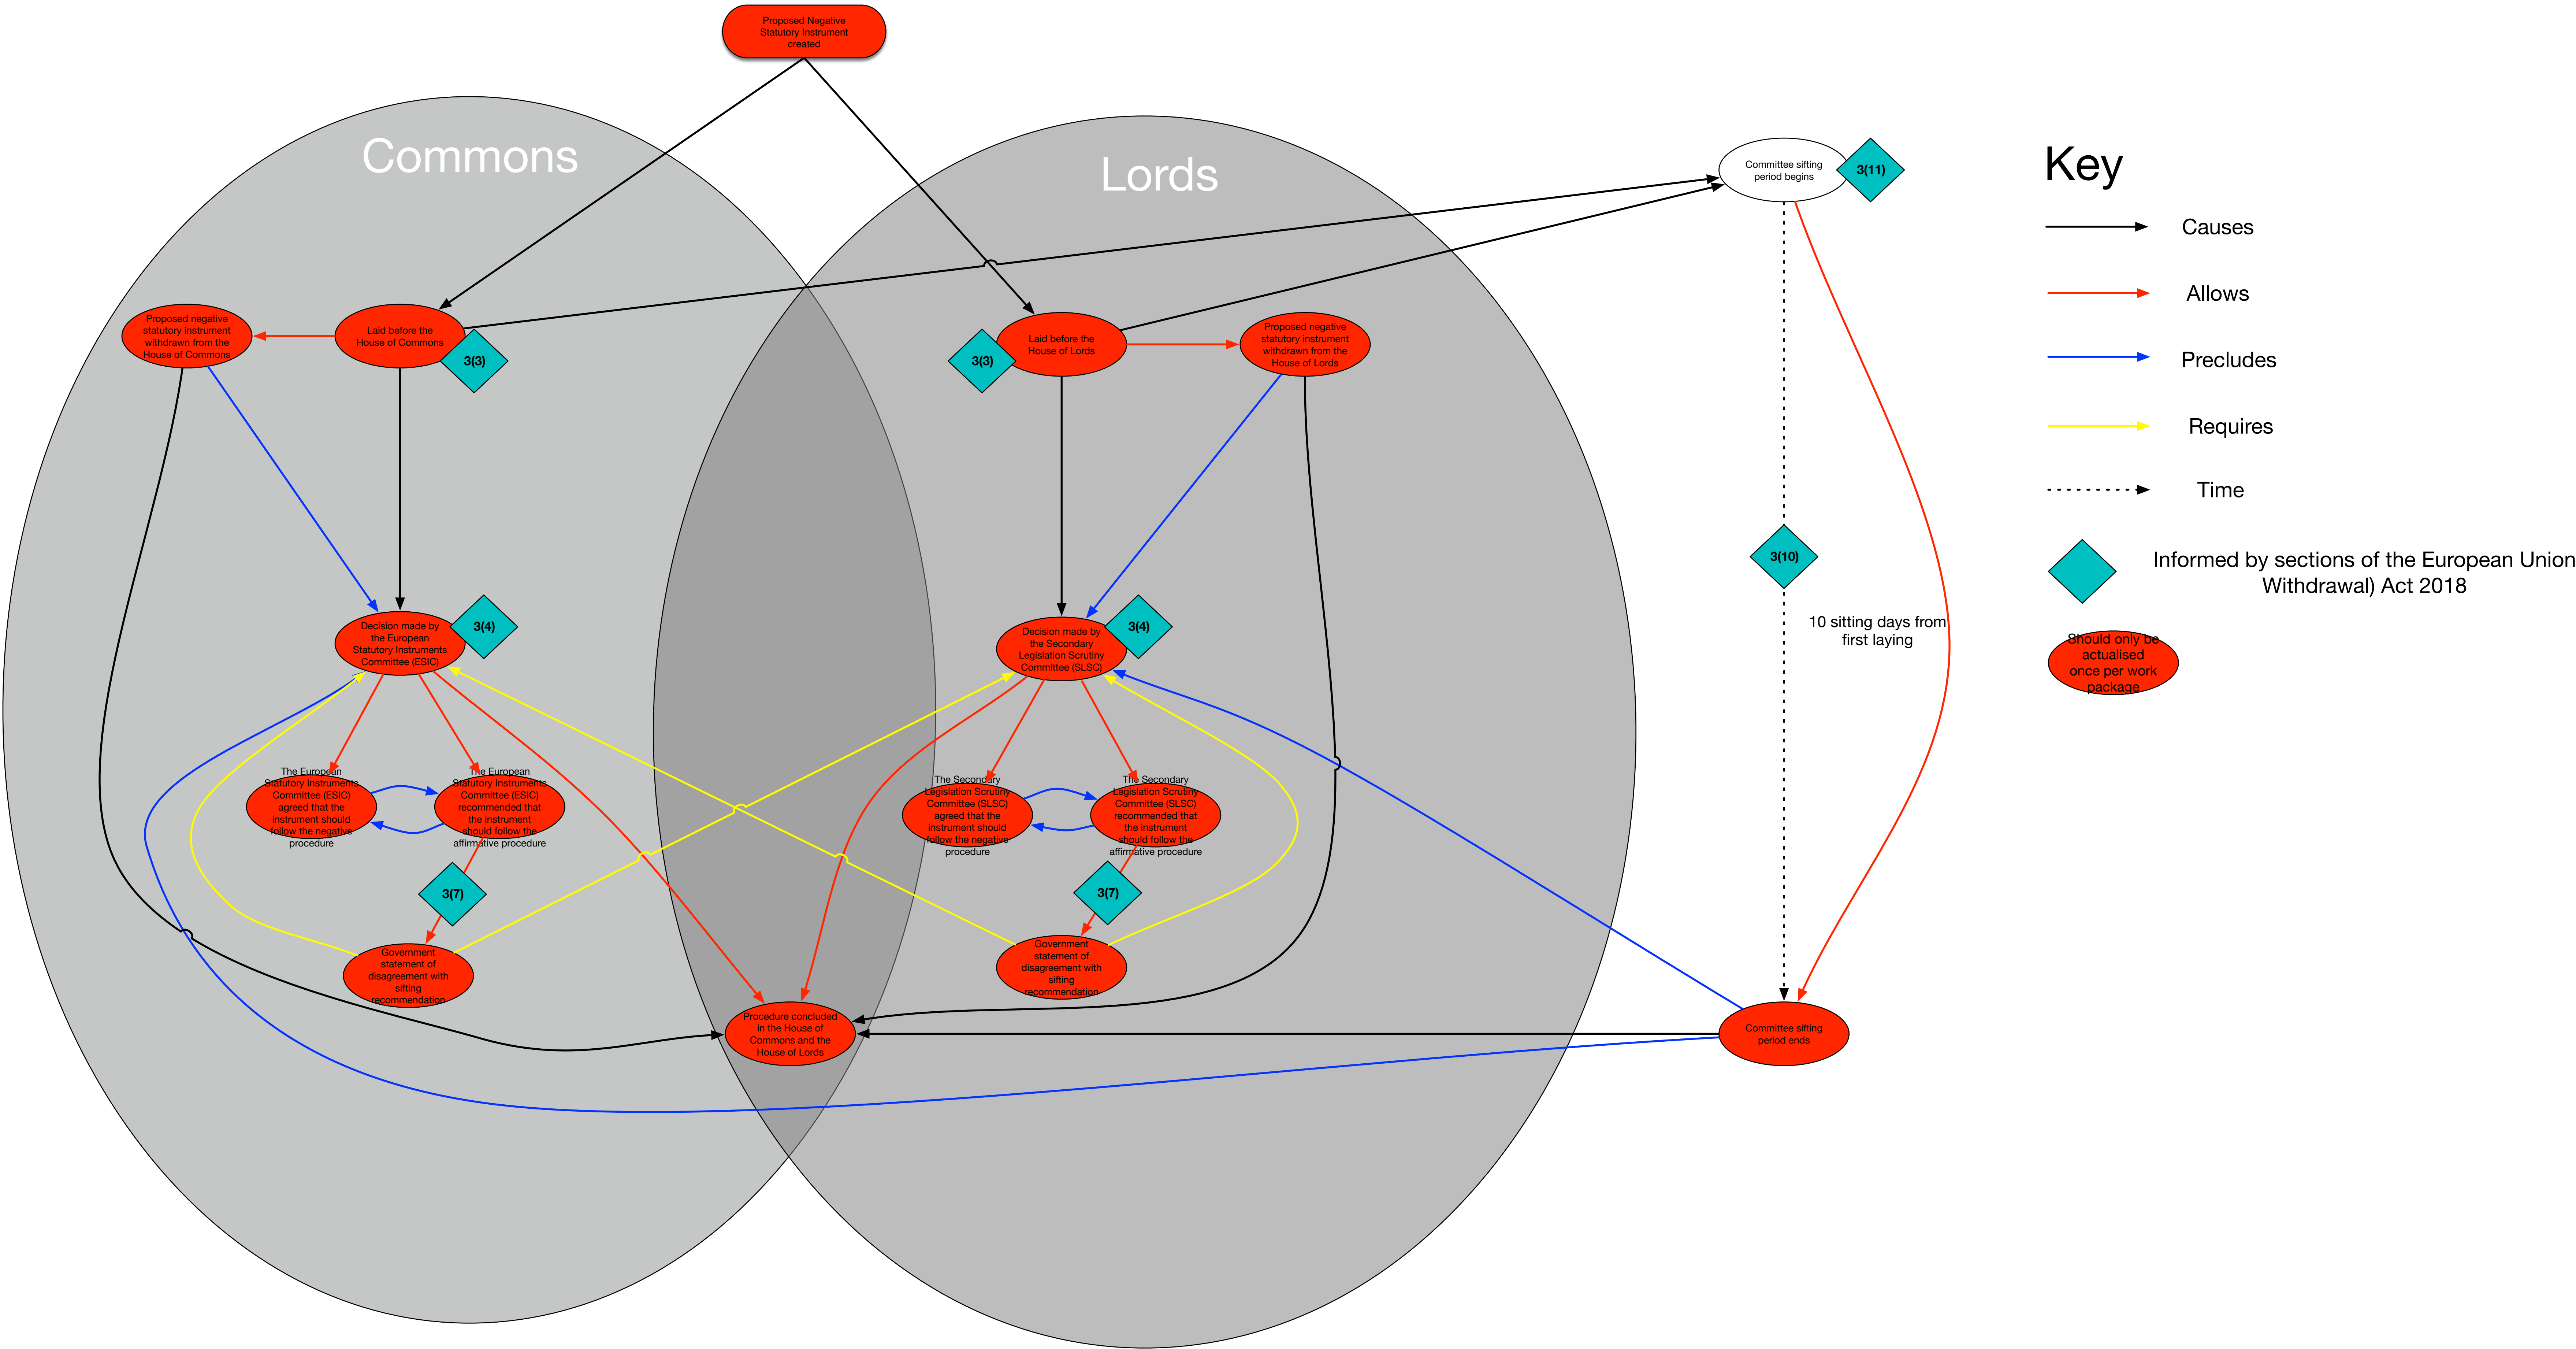 Proposed Negative
Statutory Instrument
created
Commons
Lords
Committee sifting
period begins
3(11)
Key
Causes
Allows
Precludes
Requires
Time
Informed by sections of the European Union
Withdrawal) Act 2018
Should only be
actualised
once per work
package
Proposed negative
statutory instrument
withdrawn from the
House of Commons
Laid before the
House of Commons
3(3)
3(3)
Laid before the
House of Lords
Proposed negative
statutory instrument
withdrawn from the
House of Lords
3(10)
10 sitting days from
first laying
Decision made by
the European
Statutory Instruments
Committee (ESIC)
3(4)
Decision made by
the Secondary
Legislation Scrutiny
Committee (SLSC)
3(4)
The European
Statutory Instruments
Committee (ESIC)
agreed that the
instrument should
follow the negative
procedure
The European
Statutory Instruments
Committee (ESIC)
recommended that
the instrument
should follow the
affirmative procedure
The Secondary
Legislation Scrutiny
Committee (SLSC)
agreed that the
instrument should
follow the negative
procedure
The Secondary
Legislation Scrutiny
Committee (SLSC)
recommended that
the instrument
should follow the
affirmative procedure
3(7)
3(7)
Government
statement of
disagreement with
sifting
recommendation
Government
statement of
disagreement with
sifting
recommendation
Procedure concluded
in the House of
Commons and the
House of Lords
Committee sifting
period ends